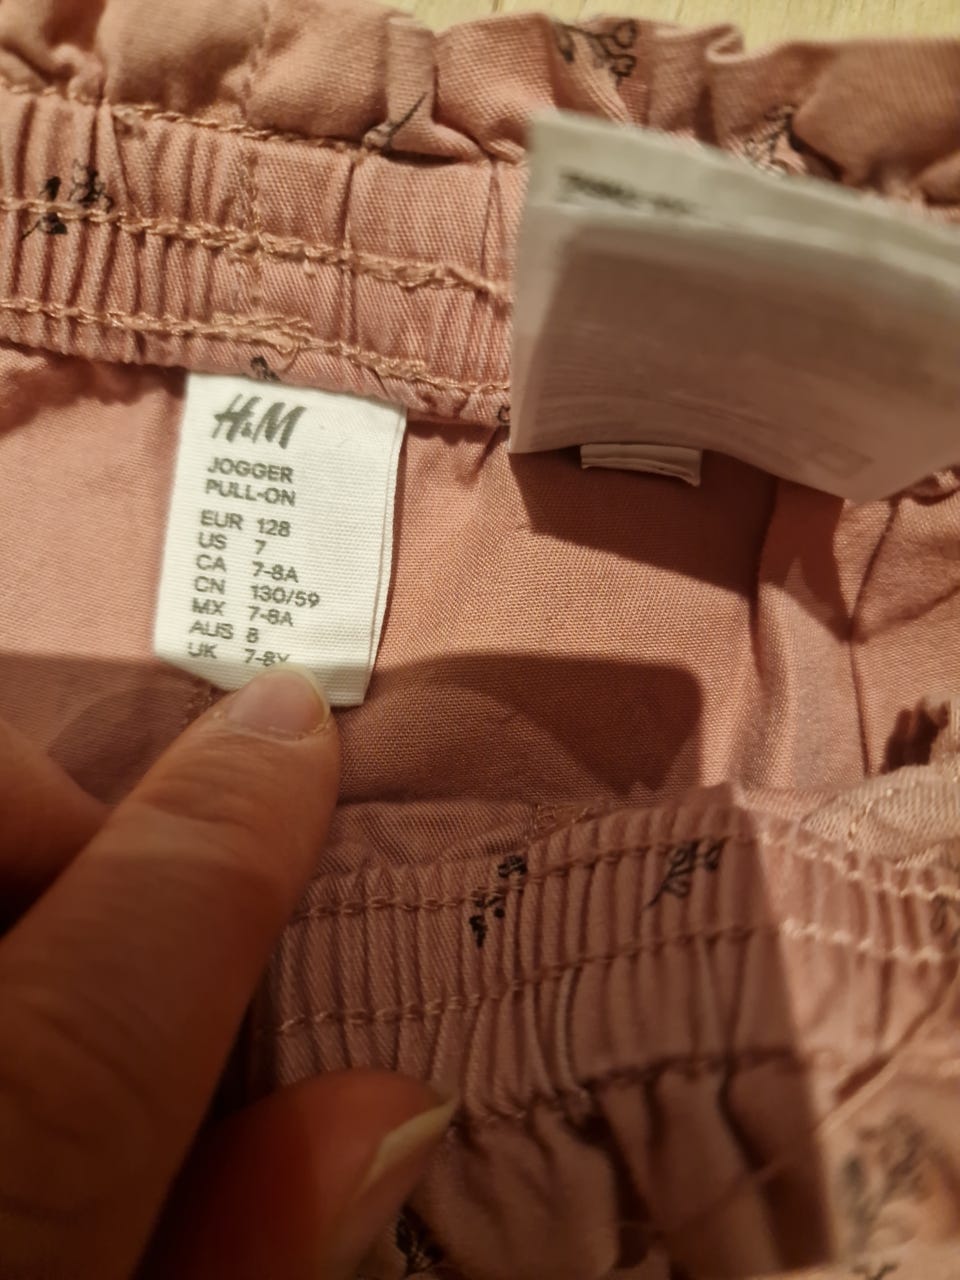 H&M
JOGGER
PULL-ON
EUR 128
US 7
CA 7-8A
CN 130/59
MX 7-8A
AUS 8
UK 7-8Y